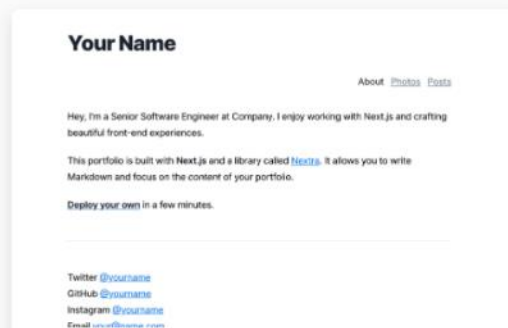 Your Name
About Photos Posts
Hey, I'm a Senior Software Engineer at Company. I enjoy working with Next.js and crafting
beautiful front-end experiences.
This portfolio is built with Next.js and a library called Nextra. It allows you to write
Markdown and focus on the content of your portfolio.
Deploy your own in a few minutes.
Twitter @yourname
GitHub @yourname
Instagram @yourname
Email your@name.com